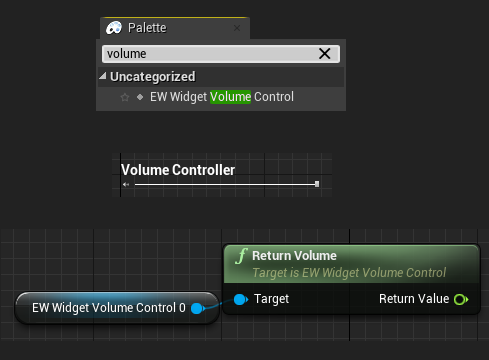 Palette
volume
Uncategorized
EW Widget Volume Control
Volume Controller
Return Volume
Target is EW Widget Volume Control
EW Widget Volume Control 0
Target
Return Value